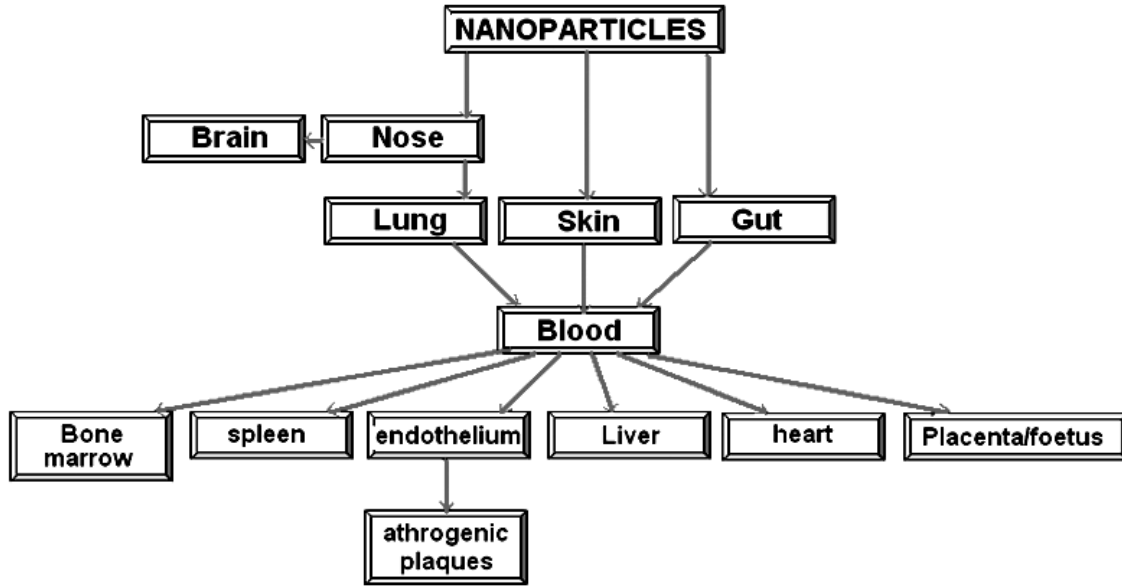 NANOPARTICLES
Brain
Nose
Lung
Skin
Gut
Blood
Bone
marrow
spleen
endothelium
Liver
heart
Placenta/foetus
athrogenic
plaques